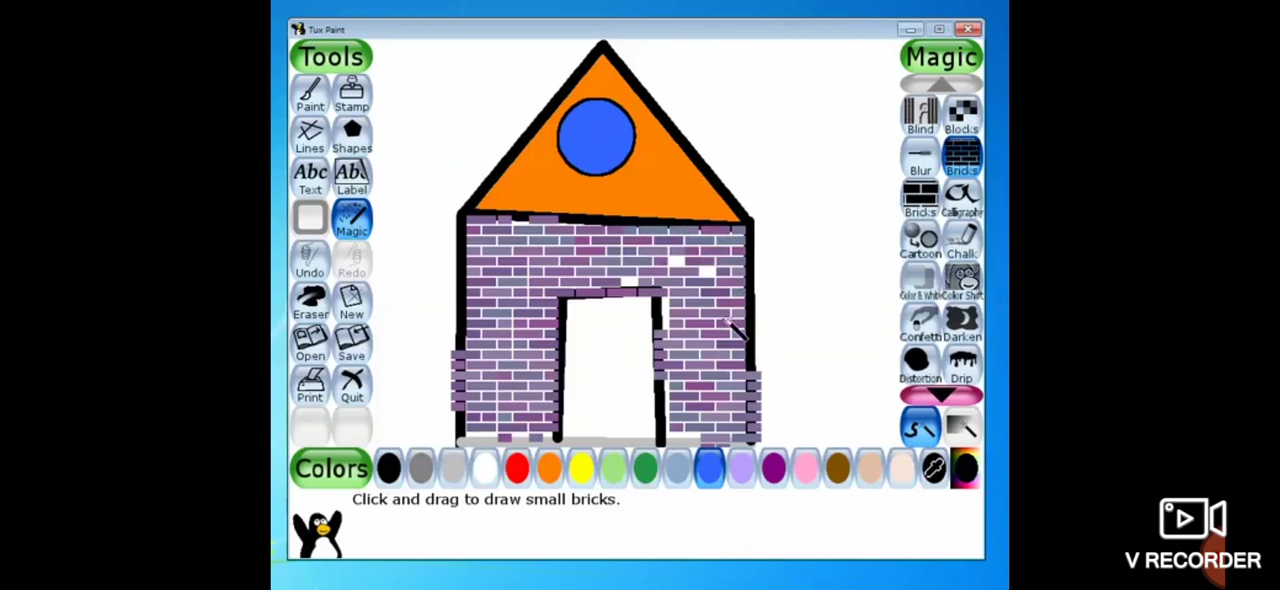 Tux Paint
Tools
Magic
Paint Stamp
Lines Shapes
Abc Abc
Text Label
Magic
Undo Redo
Eraser New
Open Save
Print Quit
Blind Blocks
Blur Bricks
Bricks Calligraphy
Cartoon Chalk
Color & White Color Shift
Confetti Darken
Distortion Drip
Colors
Click and drag to draw small bricks.
V RECORDER